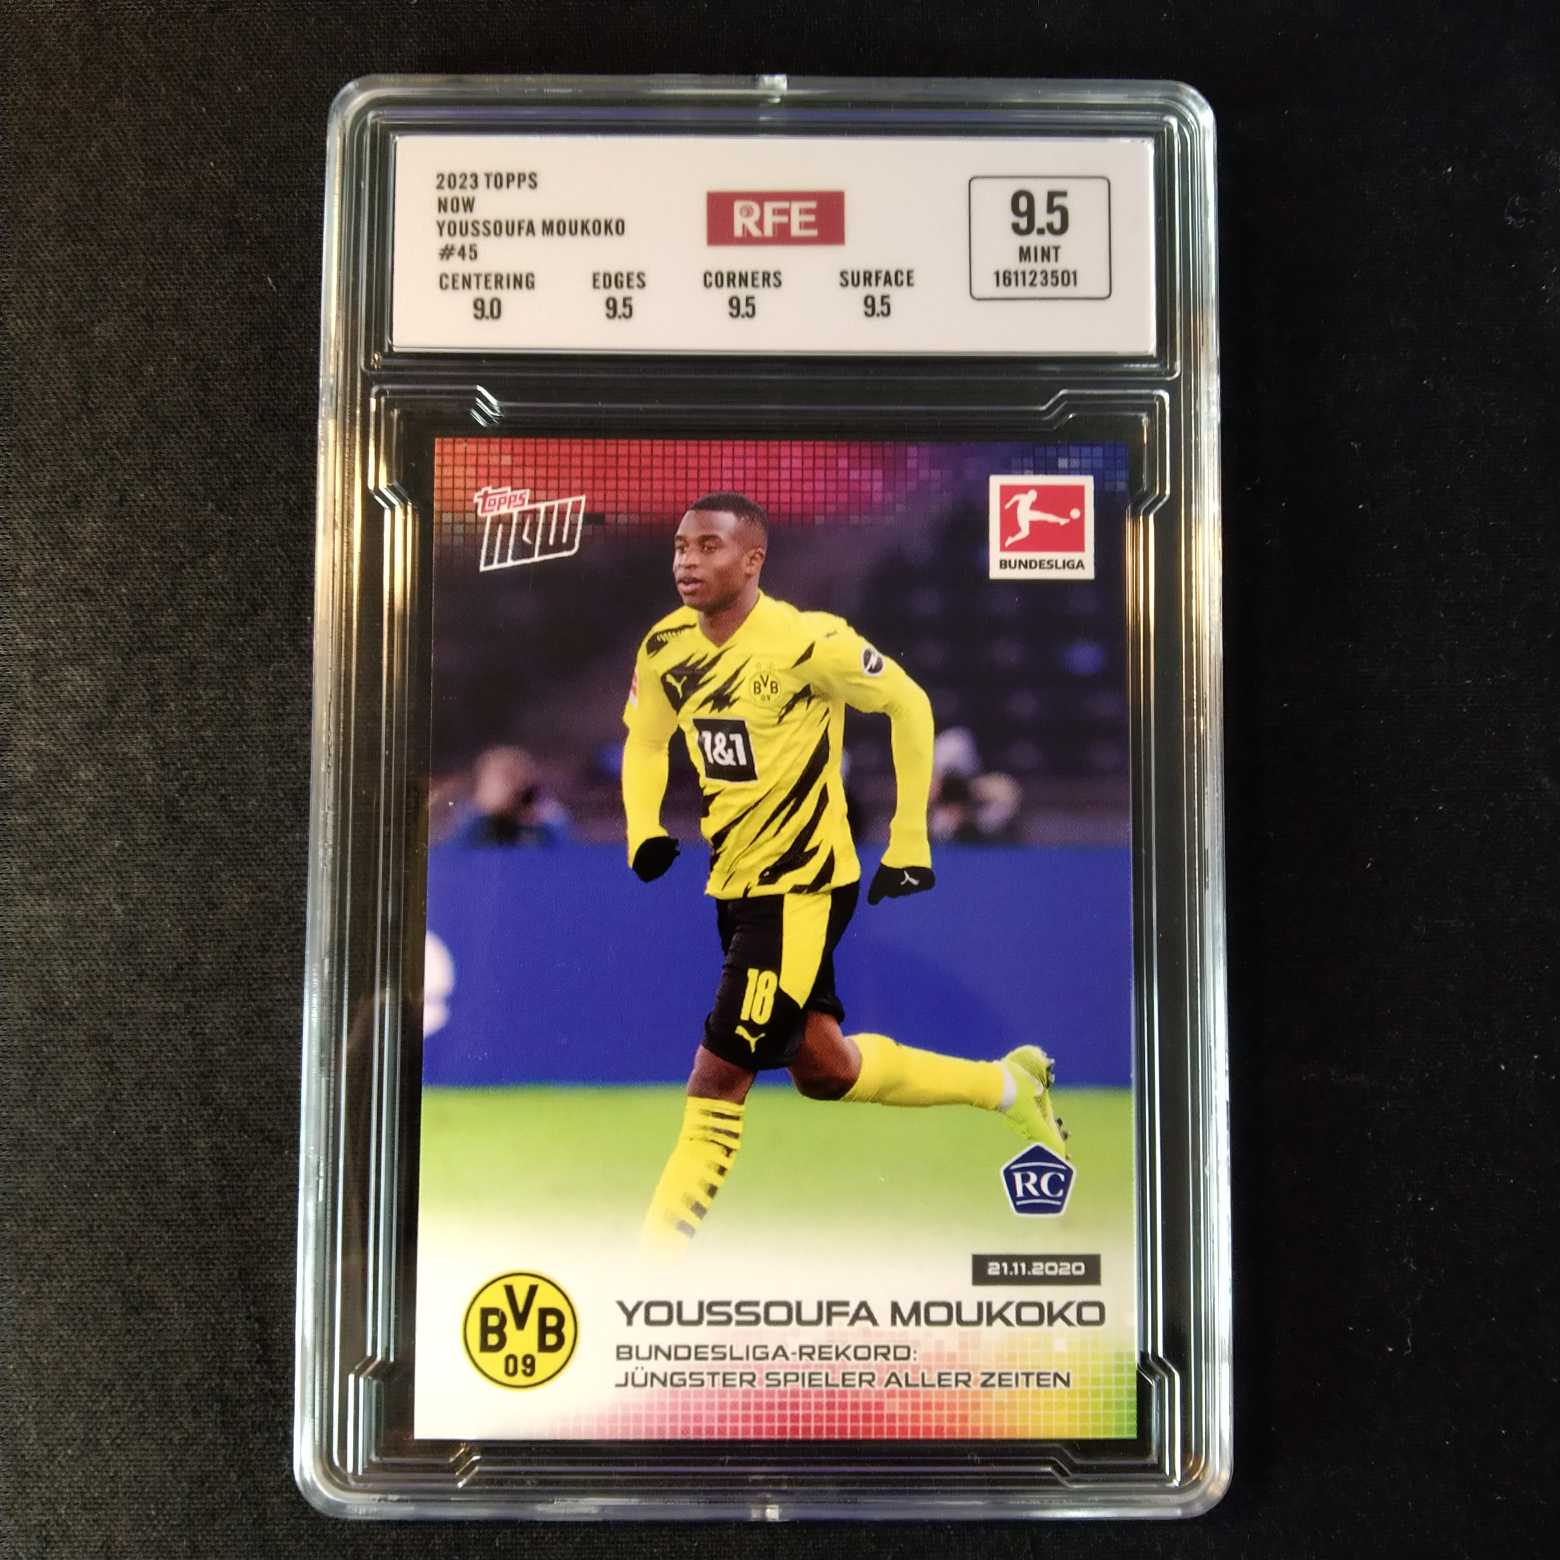 2023 TOPPS
NOW
YOUSSOUFA MOUKOKO
#45
RFE
9.5
MINT
161123501
CENTERING EDGES CORNERS SURFACE
9.0 9.5 9.5 9.5
topps
NOW
BUNDESLIGA
BVB
09
1&1
18
RC
21.11.2020
BVB
09
YOUSSOUFA MOUKOKO
BUNDESLIGA-REKORD:
JÜNGSTER SPIELER ALLER ZEITEN